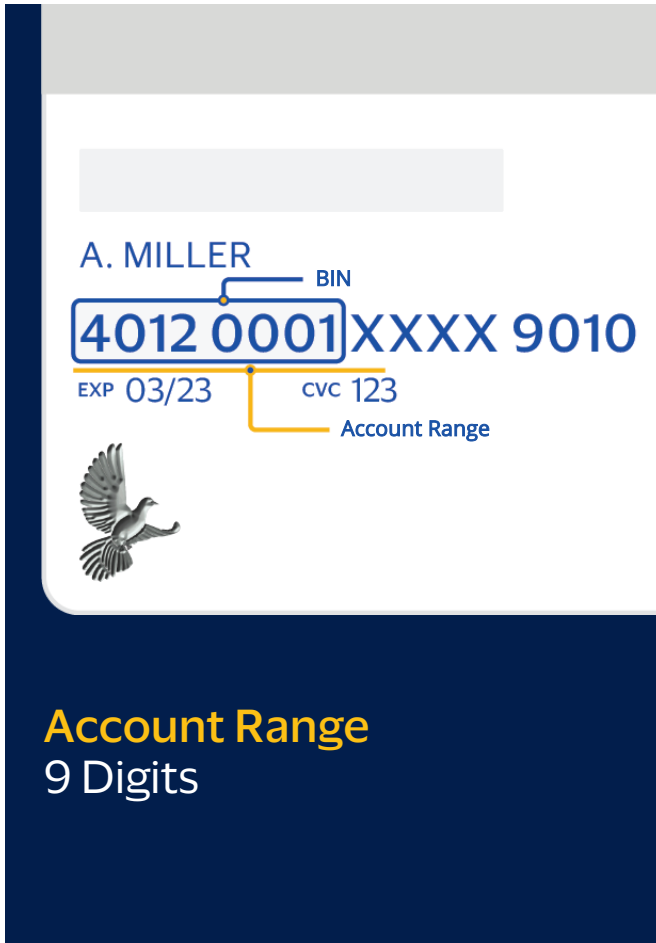 A. MILLER
BIN
4012 0001 XXXX 9010
EXP 03/23 CVC 123
Account Range
Account Range
9 Digits